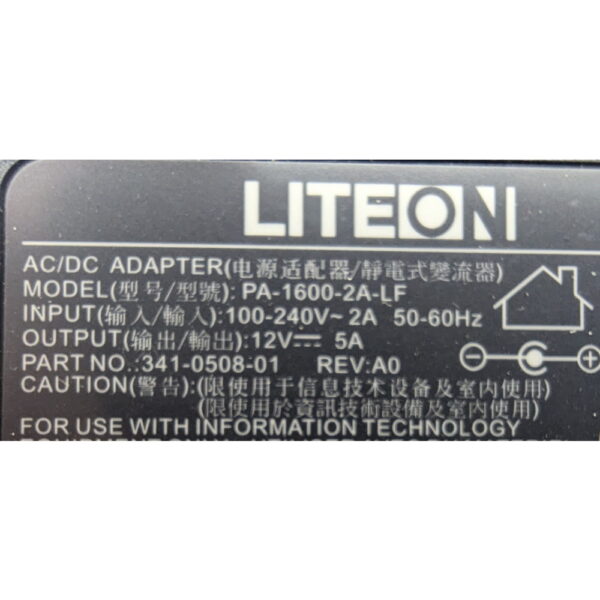 LITEON
AC/DC ADAPTER(电源适配器/靜電式變流器)
MODEL(型号/型號): PA-1600-2A-LF
INPUT(输入/輸入):100-240V~ 2A 50-60Hz
OUTPUT(输出/輸出):12V⎓ 5A
PART NO.:341-0508-01 REV:A0
CAUTION(警告):(限使用于信息技术设备及室内使用)
(限使用於資訊技術設備及室內使用)
FOR USE WITH INFORMATION TECHNOLOGY